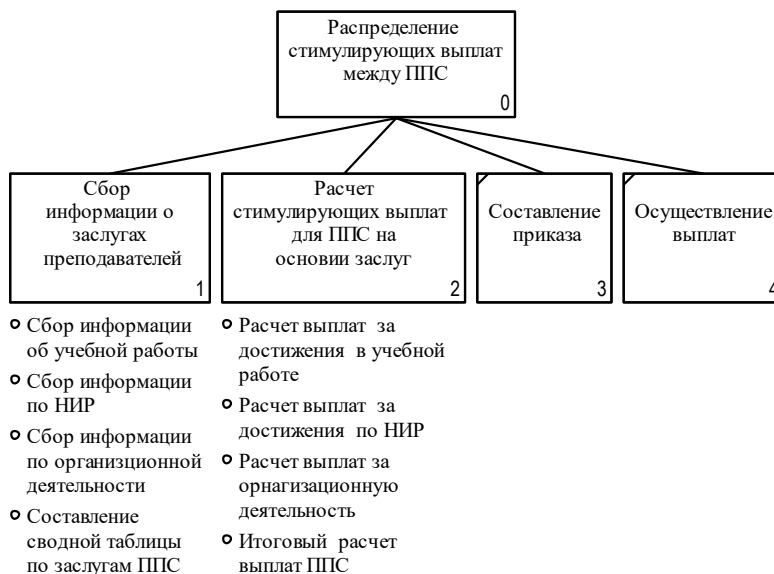 Распределение
стимулирующих выплат
между ППС
0
Сбор
информации о
заслугах
преподавателей
1
Расчет
стимулирующих выплат
для ППС на
основии заслуг
2
Составление
приказа
3
Осуществление
выплат
4
Сбор информации
об учебной работы
Сбор информации
по НИР
Сбор информации
по организционной
деятельности
Составление
сводной таблицы
по заслугам ППС
Расчет выплат за
достижения в учебной
работе
Расчет выплат за
достижения по НИР
Расчет выплат за
орнагизационную
деятельность
Итоговый расчет
выплат ППС